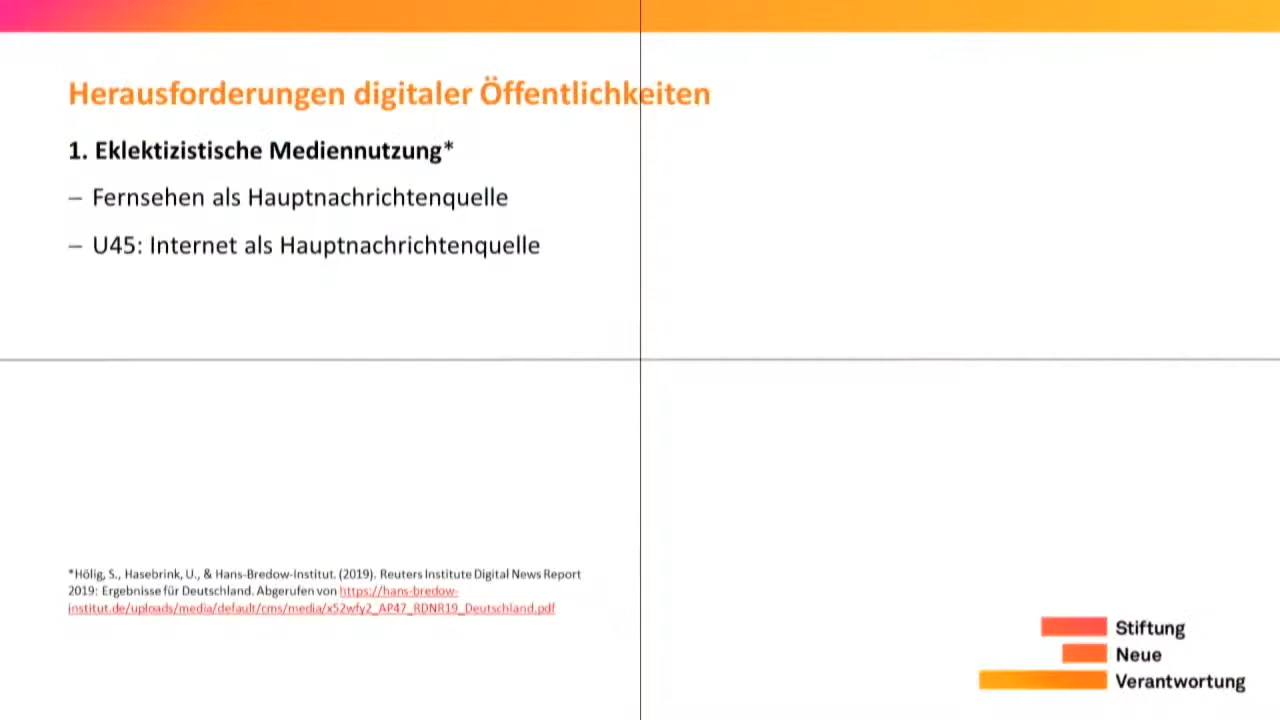 Herausforderungen digitaler Öffentlichkeiten
1. Eklektizistische Mediennutzung*
– Fernsehen als Hauptnachrichtenquelle
– U45: Internet als Hauptnachrichtenquelle
*Hölig, S., Hasebrink, U., & Hans-Bredow-Institut. (2019). Reuters Institute Digital News Report
2019: Ergebnisse für Deutschland. Abgerufen von https://hans-bredow-
institut.de/uploads/media/default/cms/media/x52wfy2_AP47_RDNR19_Deutschland.pdf
Stiftung
Neue
Verantwortung